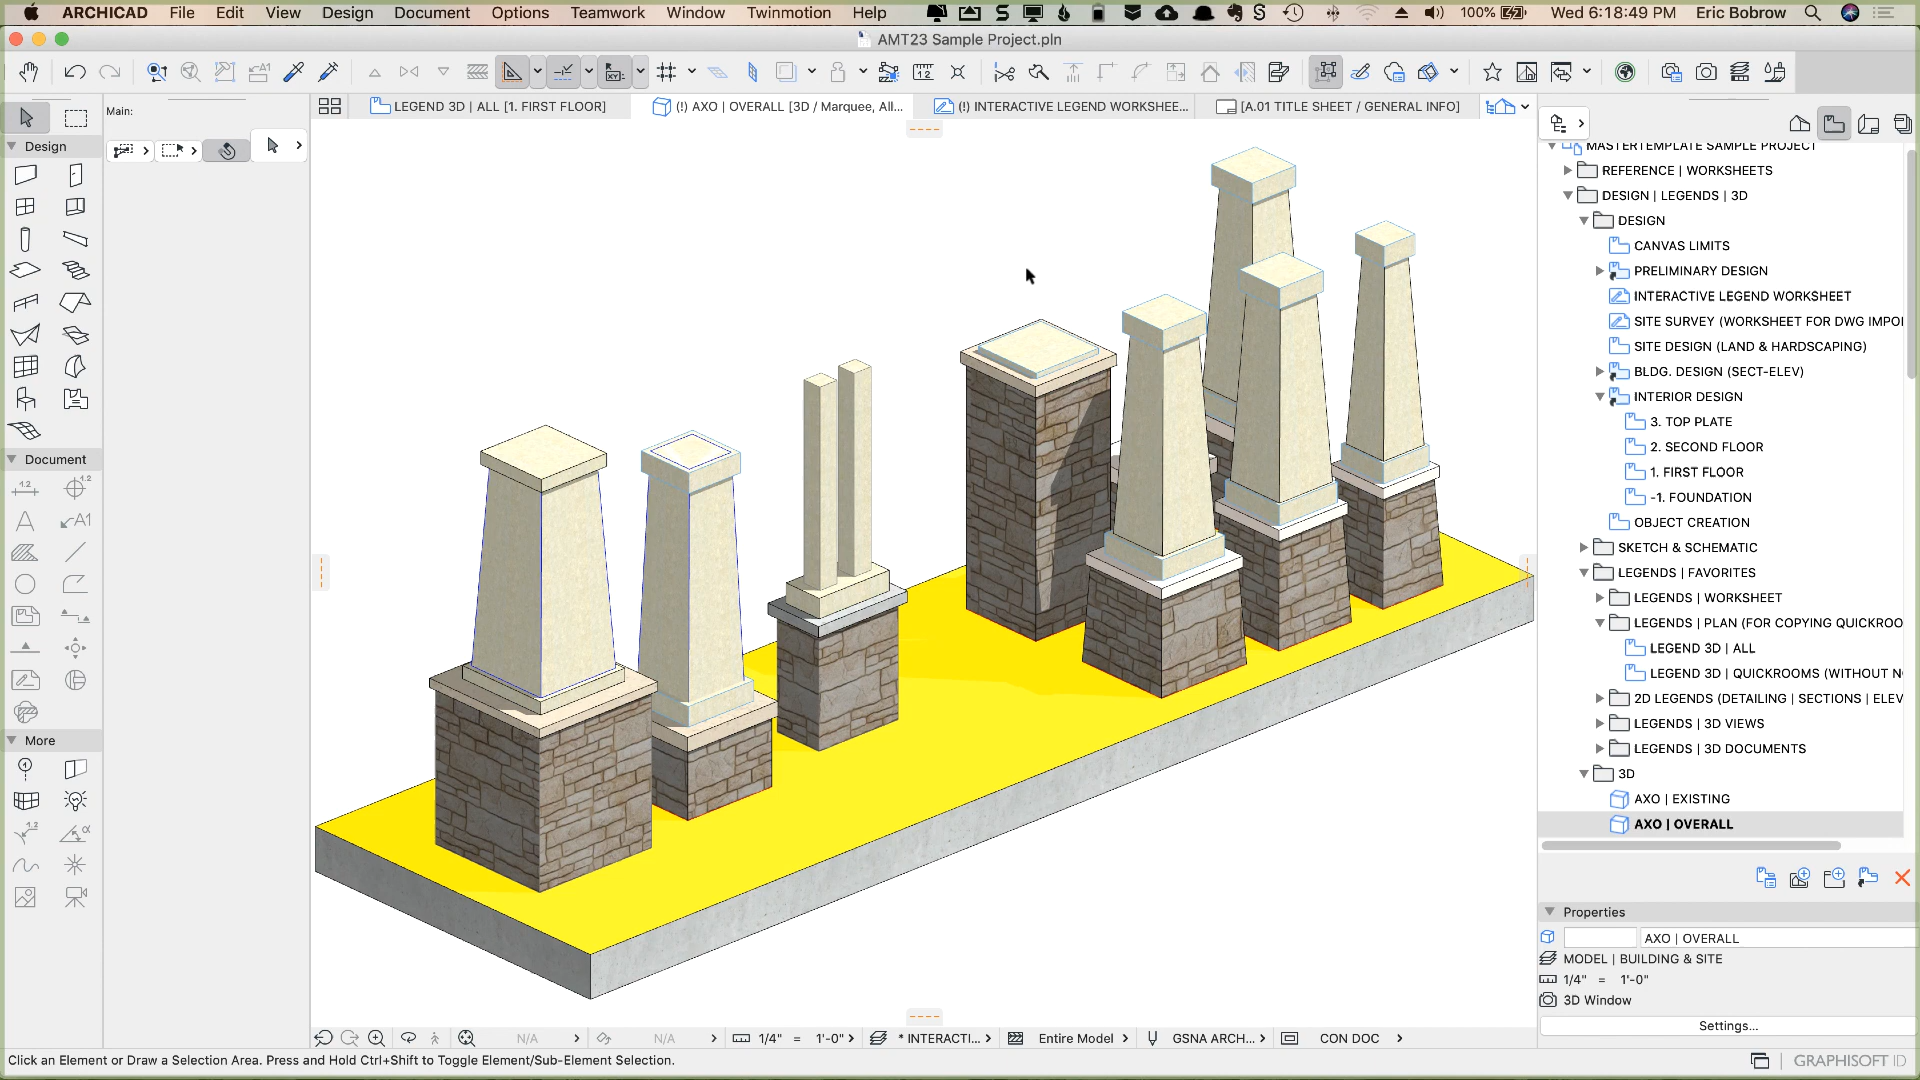 ARCHICAD File Edit View Design Document Options Teamwork Window Twinmotion Help 100% Wed 6:18:49 PM Eric Bobrow
AMT23 Sample Project.pln
LEGEND 3D | ALL [1. FIRST FLOOR]
(!) AXO | OVERALL [3D / Marquee, All...
(!) INTERACTIVE LEGEND WORKSHEE...
[A.01 TITLE SHEET / GENERAL INFO]
Main:
Design
Document
More
MASTERTEMPLATE SAMPLE PROJECT
REFERENCE | WORKSHEETS
DESIGN | LEGENDS | 3D
DESIGN
CANVAS LIMITS
PRELIMINARY DESIGN
INTERACTIVE LEGEND WORKSHEET
SITE SURVEY (WORKSHEET FOR DWG IMPO
SITE DESIGN (LAND & HARDSCAPING)
BLDG. DESIGN (SECT-ELEV)
INTERIOR DESIGN
3. TOP PLATE
2. SECOND FLOOR
1. FIRST FLOOR
-1. FOUNDATION
OBJECT CREATION
SKETCH & SCHEMATIC
LEGENDS | FAVORITES
LEGENDS | WORKSHEET
LEGENDS | PLAN (FOR COPYING QUICKROO
LEGEND 3D | ALL
LEGEND 3D | QUICKROOMS (WITHOUT N
2D LEGENDS (DETAILING | SECTIONS | ELEV
LEGENDS | 3D VIEWS
LEGENDS | 3D DOCUMENTS
3D
AXO | EXISTING
AXO | OVERALL
Properties
AXO | OVERALL
MODEL | BUILDING & SITE
1/4" = 1'-0"
3D Window
Settings...
N/A N/A 1/4" = 1'-0" * INTERACTI... Entire Model GSNA ARCH... CON DOC
Click an Element or Draw a Selection Area. Press and Hold Ctrl+Shift to Toggle Element/Sub-Element Selection.
GRAPHISOFT ID